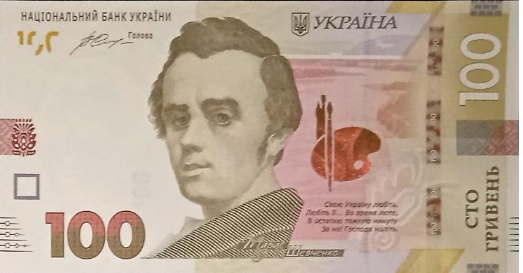 НАЦІОНАЛЬНИЙ БАНК УКРАЇНИ
Голова
УКРАЇНА
100
Свою Україну любіть.
Любіть її... Во время люте,
В остатню тяжкую минуту
За неї Господа моліть.
Тарас Шевченко
100
СТО
ГРИВЕНЬ